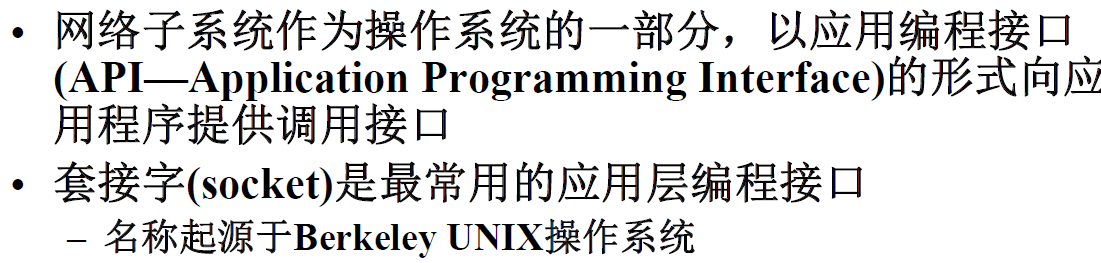 • 网络子系统作为操作系统的一部分，以应用编程接口
(API—Application Programming Interface)的形式向应
用程序提供调用接口
• 套接字(socket)是最常用的应用层编程接口
– 名称起源于Berkeley UNIX操作系统